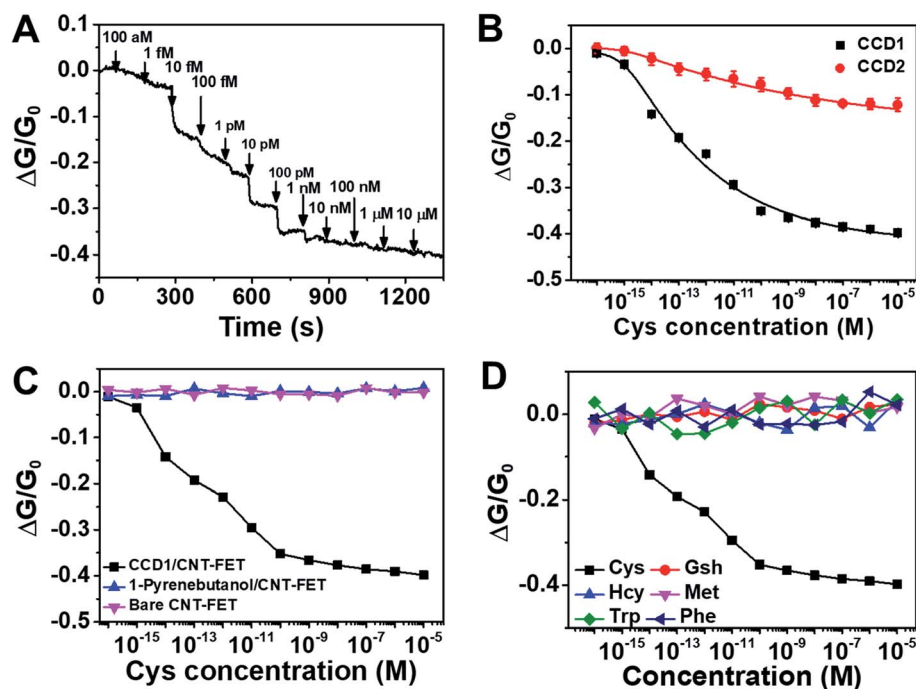 A
0.1
0.0
-0.1
-0.2
-0.3
-0.4
ΔG/G₀
100 aM
1 fM
10 fM
100 fM
1 pM
10 pM
100 pM
1 nM
10 nM
100 nM
1 μM
10 μM
0 300 600 900 1200
Time (s)
B
0.0
-0.1
-0.2
-0.3
-0.4
-0.5
ΔG/G₀
CCD1
CCD2
10⁻¹⁵ 10⁻¹³ 10⁻¹¹ 10⁻⁹ 10⁻⁷ 10⁻⁵
Cys concentration (M)
C
0.0
-0.1
-0.2
-0.3
-0.4
-0.5
ΔG/G₀
CCD1/CNT-FET
1-Pyrenebutanol/CNT-FET
Bare CNT-FET
10⁻¹⁵ 10⁻¹³ 10⁻¹¹ 10⁻⁹ 10⁻⁷ 10⁻⁵
Cys concentration (M)
D
0.0
-0.2
-0.4
ΔG/G₀
Cys Gsh
Hcy Met
Trp Phe
10⁻¹⁵ 10⁻¹³ 10⁻¹¹ 10⁻⁹ 10⁻⁷ 10⁻⁵
Concentration (M)